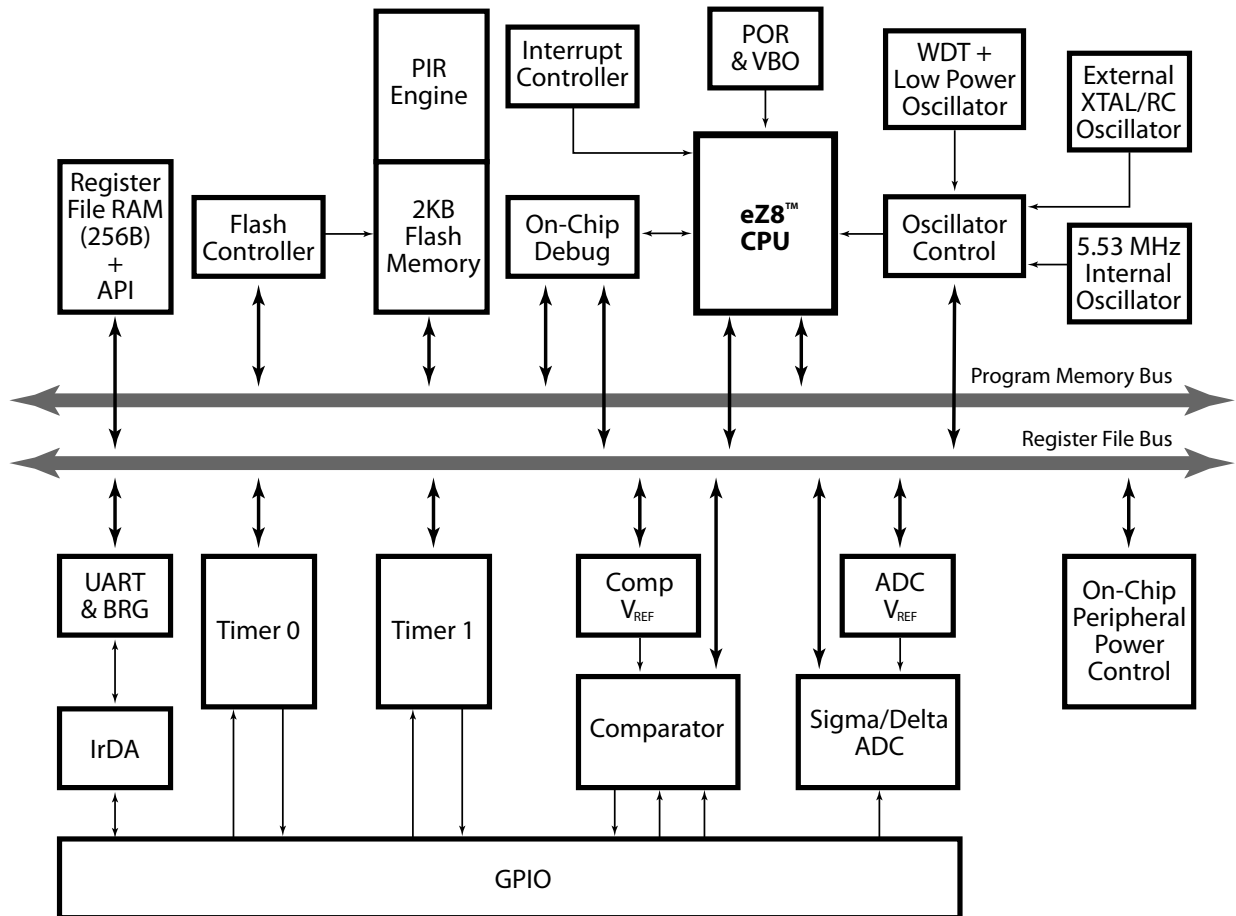 PIR
Engine
Interrupt
Controller
POR
& VBO
WDT +
Low Power
Oscillator
External
XTAL/RC
Oscillator
Register
File RAM
(256B)
+
API
Flash
Controller
2KB
Flash
Memory
On-Chip
Debug
eZ8™
CPU
Oscillator
Control
5.53 MHz
Internal
Oscillator
Program Memory Bus
Register File Bus
UART
& BRG
Timer 0
Timer 1
Comp
VREF
ADC
VREF
On-Chip
Peripheral
Power
Control
IrDA
Comparator
Sigma/Delta
ADC
GPIO